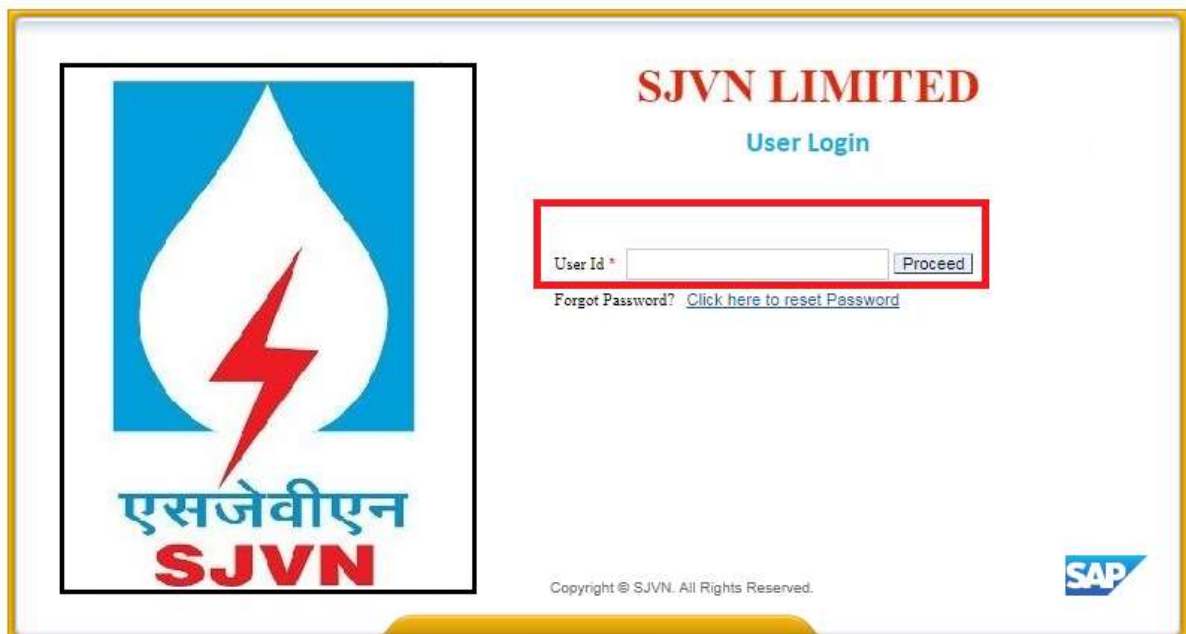 SJVN LIMITED
User Login
User Id * Proceed
Forgot Password? Click here to reset Password
एसजेवीएन
SJVN
Copyright © SJVN. All Rights Reserved.
SAP